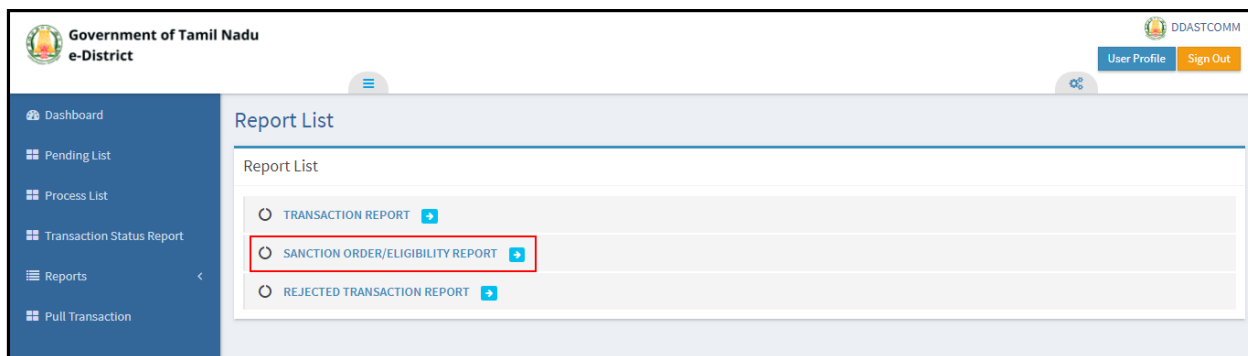 Government of Tamil Nadu
e-District
DDASTCOMM
User Profile
Sign Out
Dashboard
Pending List
Process List
Transaction Status Report
Reports
Pull Transaction
Report List
Report List
TRANSACTION REPORT
SANCTION ORDER/ELIGIBILITY REPORT
REJECTED TRANSACTION REPORT